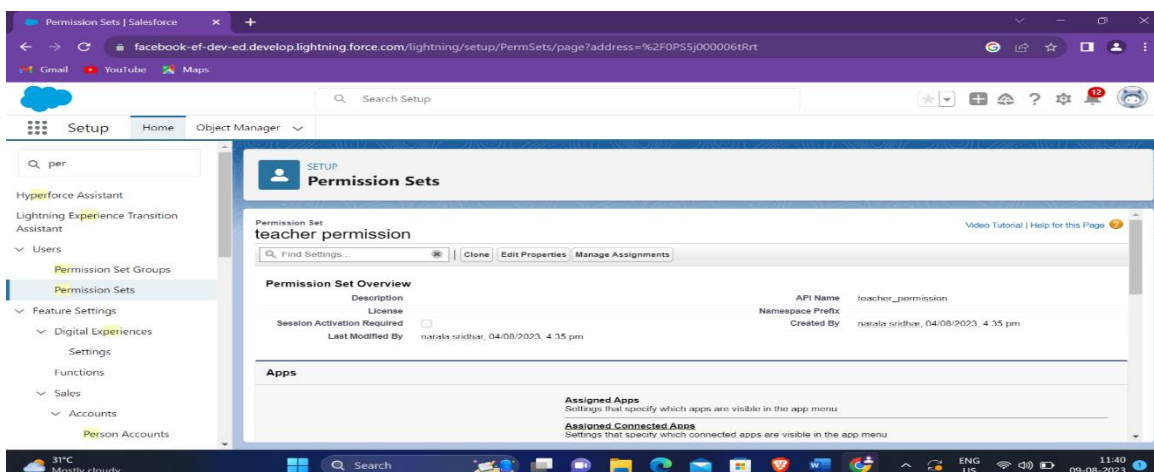 Permission Sets | Salesforce
facebook-ef-dev-ed.develop.lightning.force.com/lightning/setup/PermSets/page?address=%2F0PS5j000006tRrt
Gmail YouTube Maps
Search Setup
12
Setup Home Object Manager
per
SETUP
Permission Sets
Hyperforce Assistant
Lightning Experience Transition
Assistant
Users
Permission Set Groups
Permission Sets
Feature Settings
Digital Experiences
Settings
Functions
Sales
Accounts
Person Accounts
Permission Set
teacher permission
Video Tutorial | Help for this Page
Find Settings... Clone Edit Properties Manage Assignments
Permission Set Overview
Description API Name teacher_permission
License Namespace Prefix
Session Activation Required Created By narala sridhar, 04/08/2023, 4:35 pm
Last Modified By narala sridhar, 04/08/2023, 4:35 pm
Apps
Assigned Apps
Settings that specify which apps are visible in the app menu
Assigned Connected Apps
Settings that specify which connected apps are visible in the app menu
31°C
Mostly cloudy
Search
ENG
US
11:40
09-08-2023